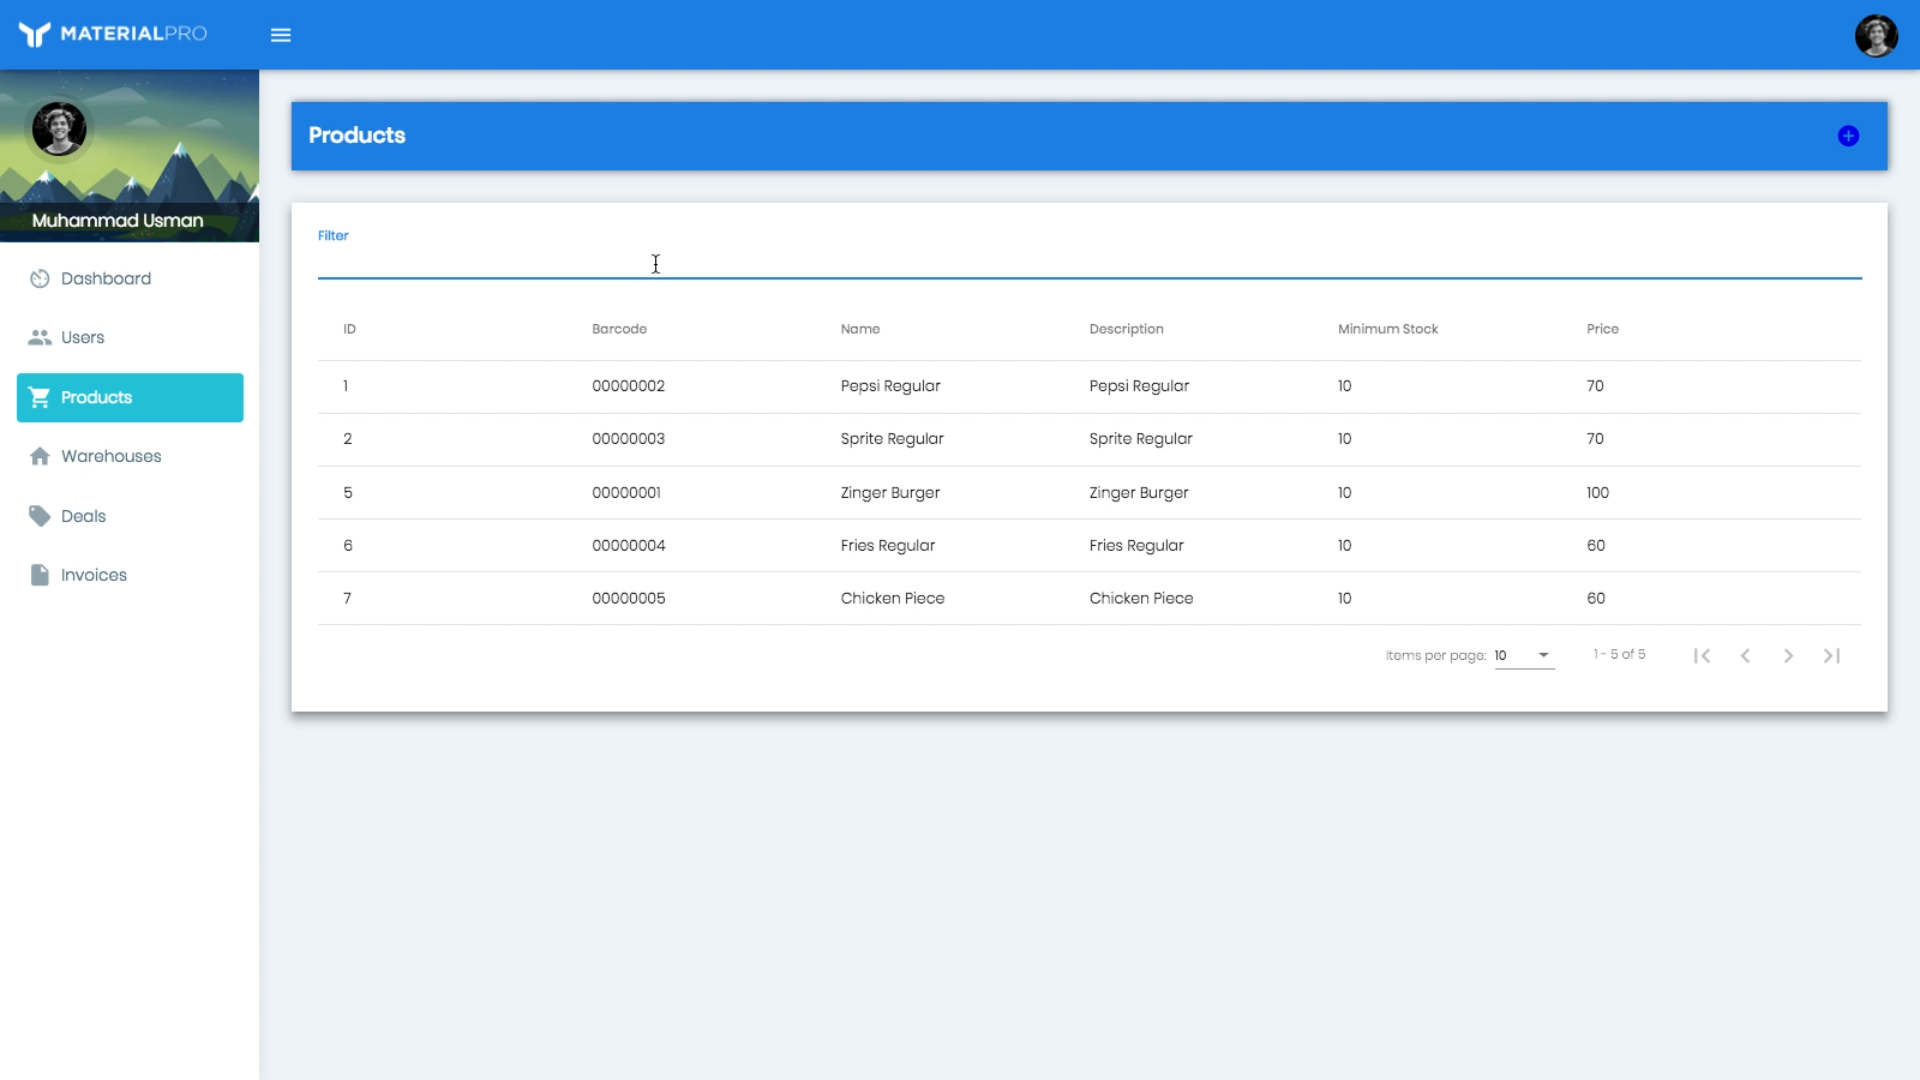 MATERIALPRO
Muhammad Usman
Dashboard
Users
Products
Warehouses
Deals
Invoices
Products
Filter
ID Barcode Name Description Minimum Stock Price
1 00000002 Pepsi Regular Pepsi Regular 10 70
2 00000003 Sprite Regular Sprite Regular 10 70
5 00000001 Zinger Burger Zinger Burger 10 100
6 00000004 Fries Regular Fries Regular 10 60
7 00000005 Chicken Piece Chicken Piece 10 60
Items per page: 10 1 - 5 of 5